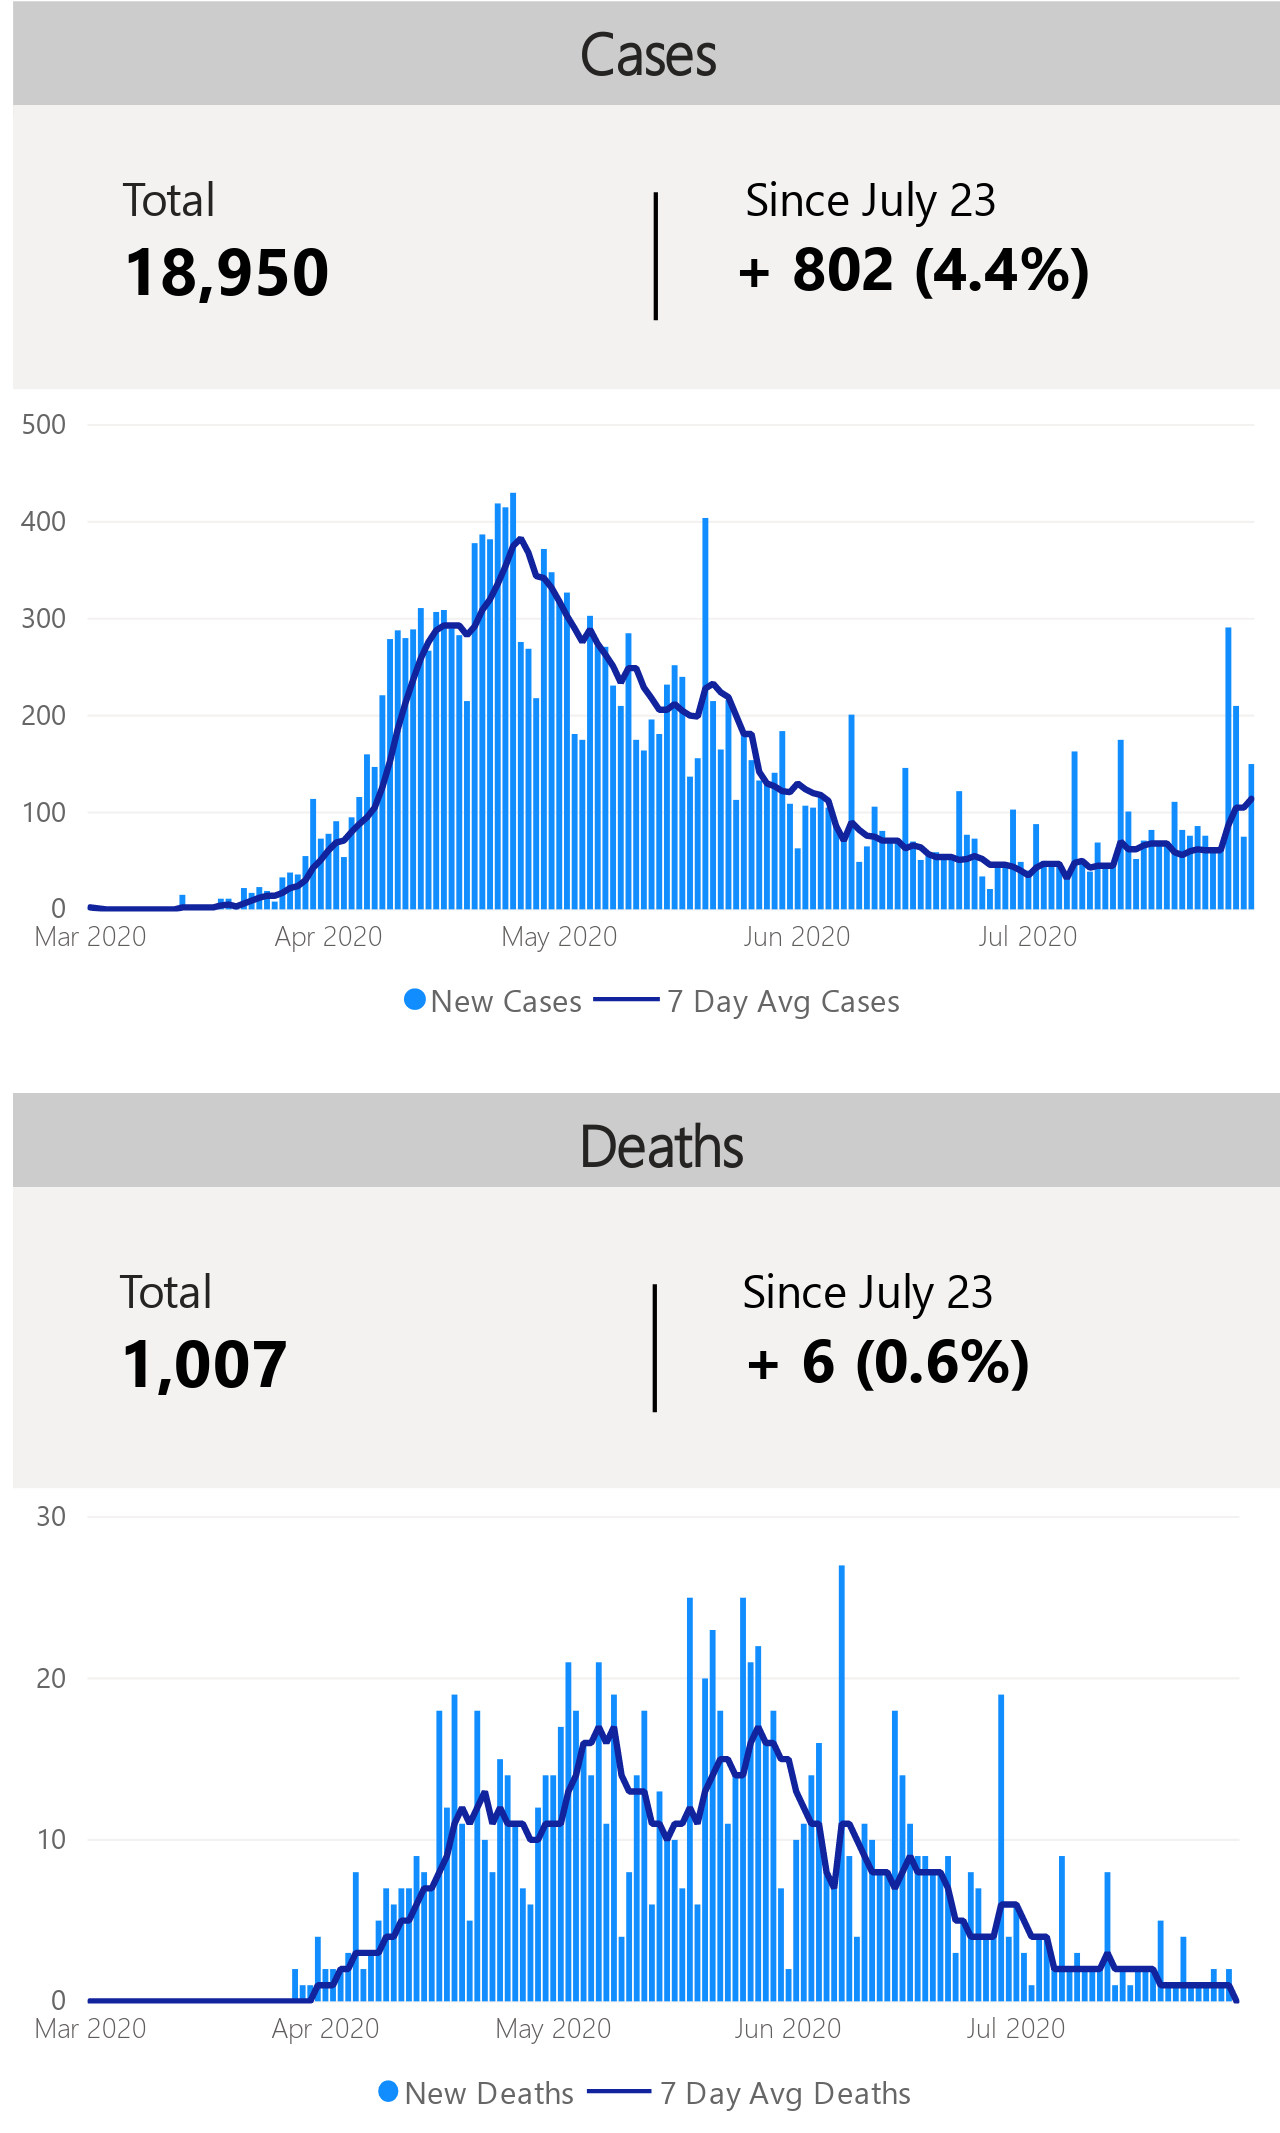 Cases
Total
Since July 23
18,950
+ 802 (4.4%)
500
400
300
200
100
0
Mar 2020 Apr 2020 May 2020 Jun 2020 Jul 2020
New Cases 7 Day Avg Cases
Deaths
Total
Since July 23
1,007
+ 6 (0.6%)
30
20
10
0
Mar 2020 Apr 2020 May 2020 Jun 2020 Jul 2020
New Deaths 7 Day Avg Deaths